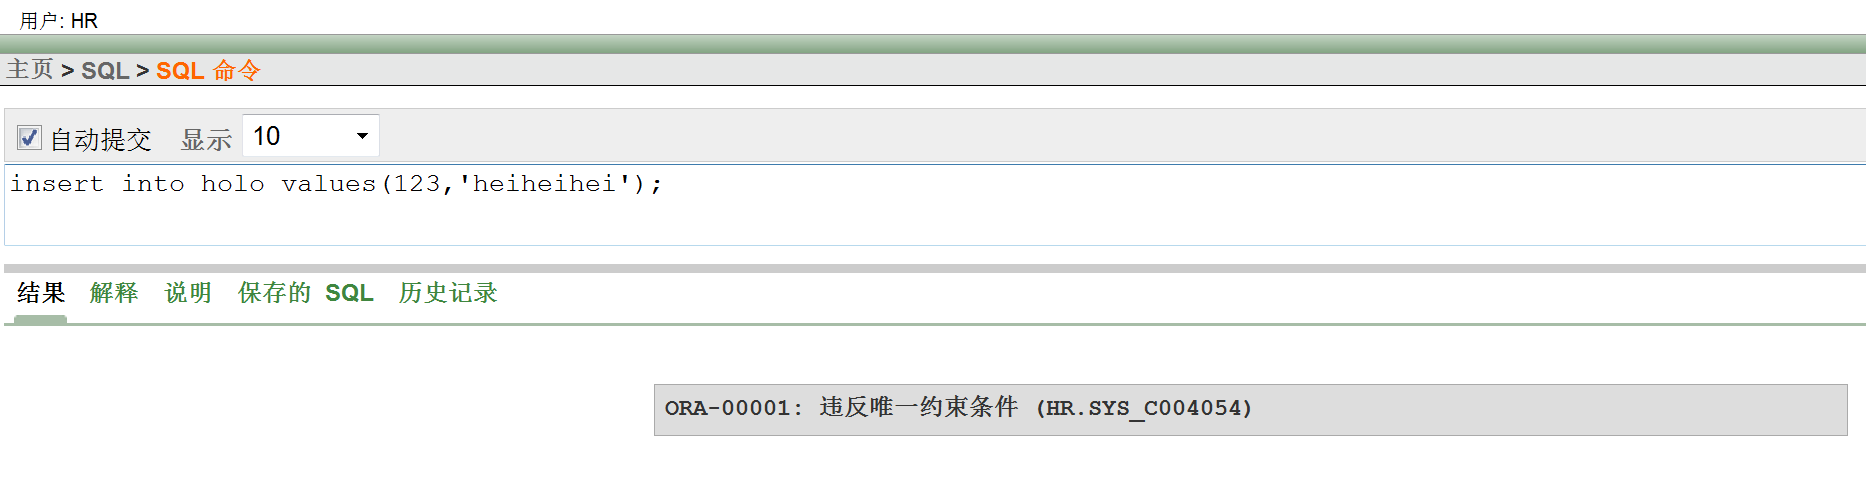 用户: HR
主页 > SQL > SQL 命令
自动提交 显示 10
insert into holo values(123,'heiheihei');
结果 解释 说明 保存的 SQL 历史记录
ORA-00001: 违反唯一约束条件 (HR.SYS_C004054)